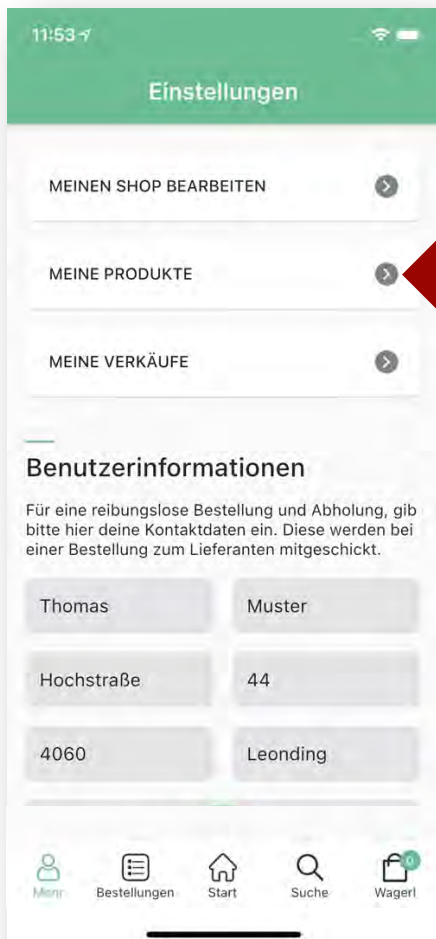 11:53
Einstellungen
MEINEN SHOP BEARBEITEN
MEINE PRODUKTE
MEINE VERKÄUFE
Benutzerinformationen
Für eine reibungslose Bestellung und Abholung, gib
bitte hier deine Kontaktdaten ein. Diese werden bei
einer Bestellung zum Lieferanten mitgeschickt.
Thomas Muster
Hochstraße 44
4060 Leonding
0
Mehr Bestellungen Start Suche Wagerl